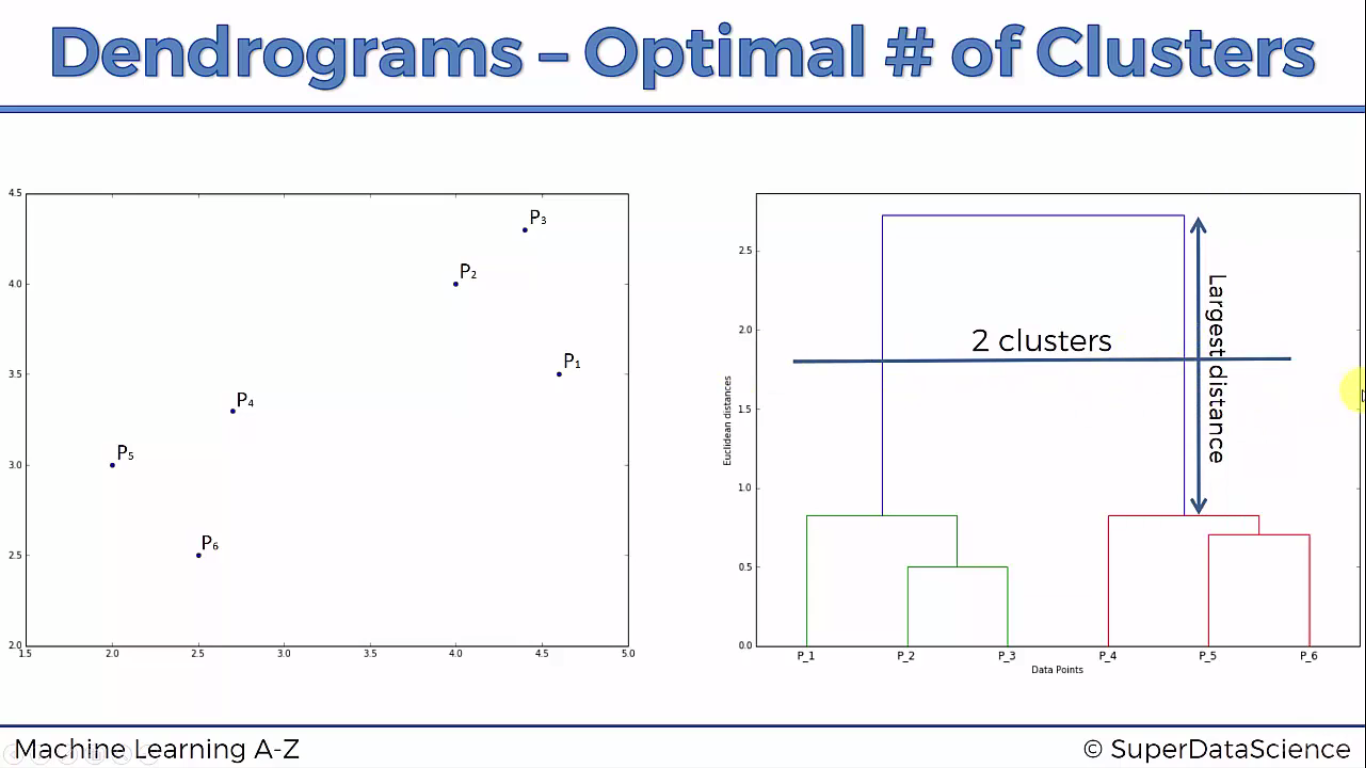 Dendrograms – Optimal # of Clusters
4.5
4.0
3.5
3.0
2.5
2.0
1.5
2.0
2.5
3.0
3.5
4.0
4.5
5.0
P3
P2
P1
P4
P5
P6
2.5
2.0
1.5
1.0
0.5
0.0
Euclidean distances
2 clusters
Largest distance
P_1
P_2
P_3
P_4
P_5
P_6
Data Points
Machine Learning A-Z
© SuperDataScience